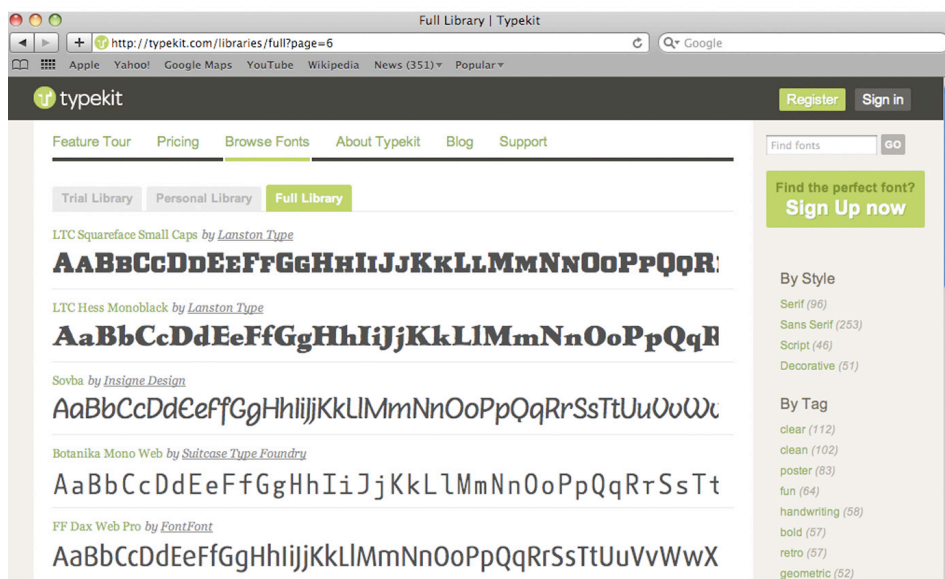 Full Library | Typekit
http://typekit.com/libraries/full?page=6
Google
Apple Yahoo! Google Maps YouTube Wikipedia News (351) Popular
typekit
Register Sign in
Feature Tour Pricing Browse Fonts About Typekit Blog Support
Find fonts GO
Trial Library Personal Library Full Library
Find the perfect font?
Sign Up now
LTC Squareface Small Caps by Lanston Type
AABBCCDDEEFFGGHHIIJJKKLLMMNNOOPPQQRR
LTC Hess Monoblack by Lanston Type
AaBbCcDdEeFfGgHhIiJjKkLlMmNnOoPpQqR
Sovba by Insigne Design
AaBbCcDdEeFfGgHhIiJjKkLlMmNnOoPpQqRrSsTtUuVvWw
Botanika Mono Web by Suitcase Type Foundry
AaBbCcDdEeFfGgHhIiJjKkLlMmNnOoPpQqRrSsTt
FF Dax Web Pro by FontFont
AaBbCcDdEeFfGgHhIiJjKkLlMmNnOoPpQqRrSsTtUuVvWwX
By Style
Serif (96)
Sans Serif (253)
Script (46)
Decorative (51)
By Tag
clear (112)
clean (102)
poster (83)
fun (64)
handwriting (58)
bold (57)
retro (57)
geometric (52)